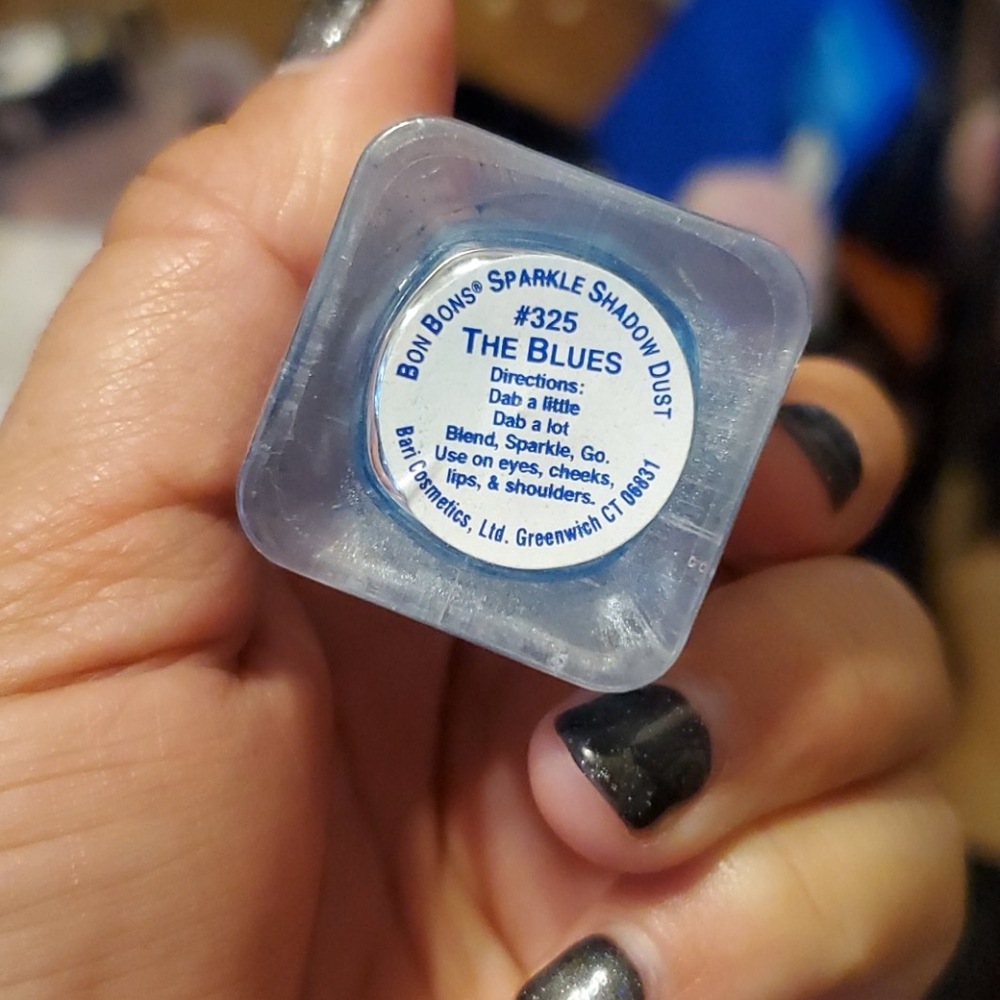 BON BONS® SPARKLE SHADOW DUST
#325
THE BLUES
Directions:
Dab a little
Dab a lot
Blend, Sparkle, Go.
Use on eyes, cheeks,
lips, & shoulders.
Bari Cosmetics, Ltd. Greenwich CT 06831